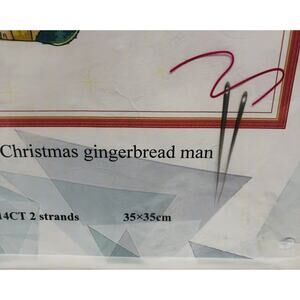 Christmas gingerbread man
14CT 2 strands 35×35cm